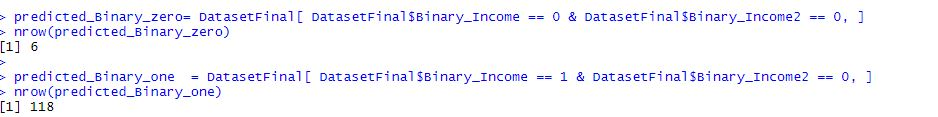 > predicted_Binary_zero= DatasetFinal[ DatasetFinal$Binary_Income == 0 & DatasetFinal$Binary_Income2 == 0, ]
> nrow(predicted_Binary_zero)
[1] 6
>
> predicted_Binary_one  = DatasetFinal[ DatasetFinal$Binary_Income == 1 & DatasetFinal$Binary_Income2 == 0, ]
> nrow(predicted_Binary_one)
[1] 118